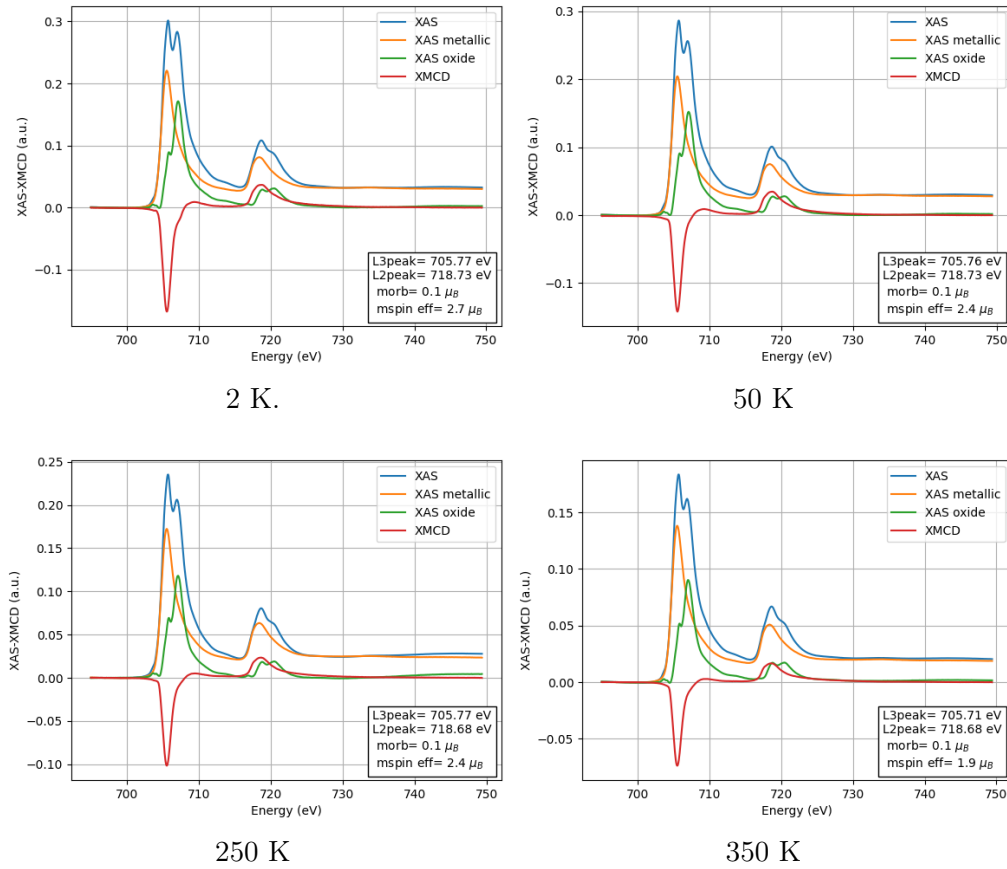 0.3
0.2
0.1
0.0
−0.1
XAS-XMCD (a.u.)
XAS
XAS metallic
XAS oxide
XMCD
L3peak= 705.77 eV
L2peak= 718.73 eV
morb= 0.1 μB
mspin eff= 2.7 μB
700 710 720 730 740 750
Energy (eV)
2 K.
0.3
0.2
0.1
0.0
−0.1
XAS-XMCD (a.u.)
XAS
XAS metallic
XAS oxide
XMCD
L3peak= 705.76 eV
L2peak= 718.73 eV
morb= 0.1 μB
mspin eff= 2.4 μB
700 710 720 730 740 750
Energy (eV)
50 K
0.25
0.20
0.15
0.10
0.05
0.00
−0.05
−0.10
XAS-XMCD (a.u.)
XAS
XAS metallic
XAS oxide
XMCD
L3peak= 705.77 eV
L2peak= 718.68 eV
morb= 0.1 μB
mspin eff= 2.4 μB
700 710 720 730 740 750
Energy (eV)
250 K
0.15
0.10
0.05
0.00
−0.05
XAS-XMCD (a.u.)
XAS
XAS metallic
XAS oxide
XMCD
L3peak= 705.71 eV
L2peak= 718.68 eV
morb= 0.1 μB
mspin eff= 1.9 μB
700 710 720 730 740 750
Energy (eV)
350 K